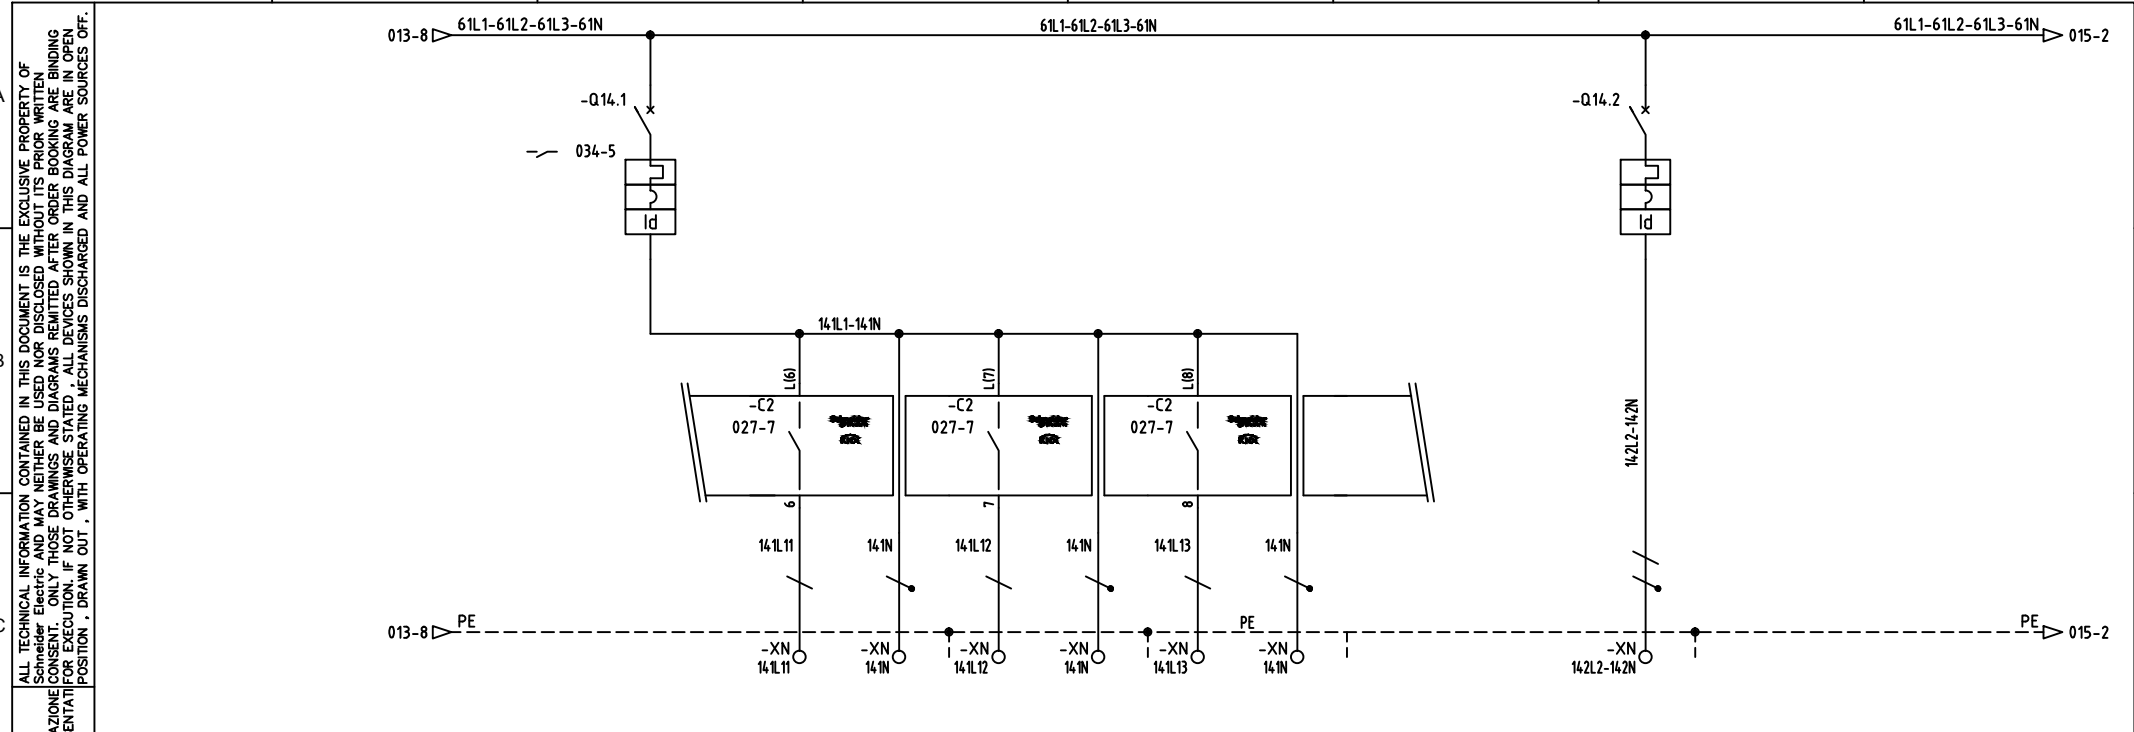 ALL TECHNICAL INFORMATION CONTAINED IN THIS DOCUMENT IS THE EXCLUSIVE PROPERTY OF
Schneider Electric AND MAY NEITHER BE USED NOR DISCLOSED WITHOUT ITS PRIOR WRITTEN
CONSENT. ONLY THOSE DRAWINGS AND DIAGRAMS REMITTED AFTER ORDER BOOKING ARE BINDING
FOR EXECUTION. IF NOT OTHERWISE STATED , ALL DEVICES SHOWN IN THIS DIAGRAM ARE IN OPEN
POSITION , DRAWN OUT , WITH OPERATING MECHANISMS DISCHARGED AND ALL POWER SOURCES OFF.
AZIONE
ENTATI
013-8 61L1-61L2-61L3-61N 61L1-61L2-61L3-61N 61L1-61L2-61L3-61N 015-2
-Q14.1 -Q14.2
034-5
Id Id
141L1-141N
L(6) L(7) L(8)
-C2 -C2 -C2
027-7 027-7 027-7
142L2-142N
6 7 8
141L11 141N 141L12 141N 141L13 141N
013-8 PE PE PE 015-2
-XN -XN -XN -XN -XN -XN -XN
141L11 141N 141L12 141N 141L13 141N 142L2-142N